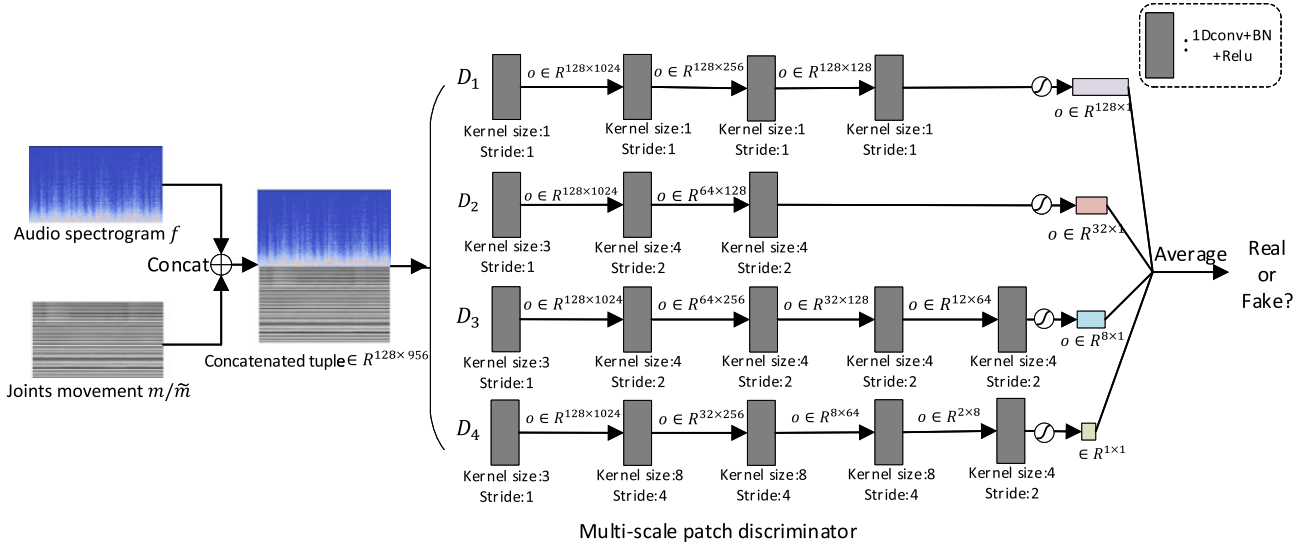 1Dconv+BN
:
+Relu
D₁
o ∈ R^{128×1024}
o ∈ R^{128×256}
o ∈ R^{128×128}
o ∈ R^{128×1}
Kernel size:1
Stride:1
Kernel size:1
Stride:1
Kernel size:1
Stride:1
Kernel size:1
Stride:1
Audio spectrogram f
Concat
Joints movement m/m̃
Concatenated tuple ∈ R^{128×956}
D₂
o ∈ R^{128×1024}
o ∈ R^{64×128}
o ∈ R^{32×1}
Kernel size:3
Stride:1
Kernel size:4
Stride:2
Kernel size:4
Stride:2
D₃
o ∈ R^{128×1024}
o ∈ R^{64×256}
o ∈ R^{32×128}
o ∈ R^{12×64}
o ∈ R^{8×1}
Kernel size:3
Stride:1
Kernel size:4
Stride:2
Kernel size:4
Stride:2
Kernel size:4
Stride:2
Kernel size:4
Stride:2
D₄
o ∈ R^{128×1024}
o ∈ R^{32×256}
o ∈ R^{8×64}
o ∈ R^{2×8}
∈ R^{1×1}
Kernel size:3
Stride:1
Kernel size:8
Stride:4
Kernel size:8
Stride:4
Kernel size:8
Stride:4
Kernel size:4
Stride:2
Average
Real
or
Fake?
Multi-scale patch discriminator